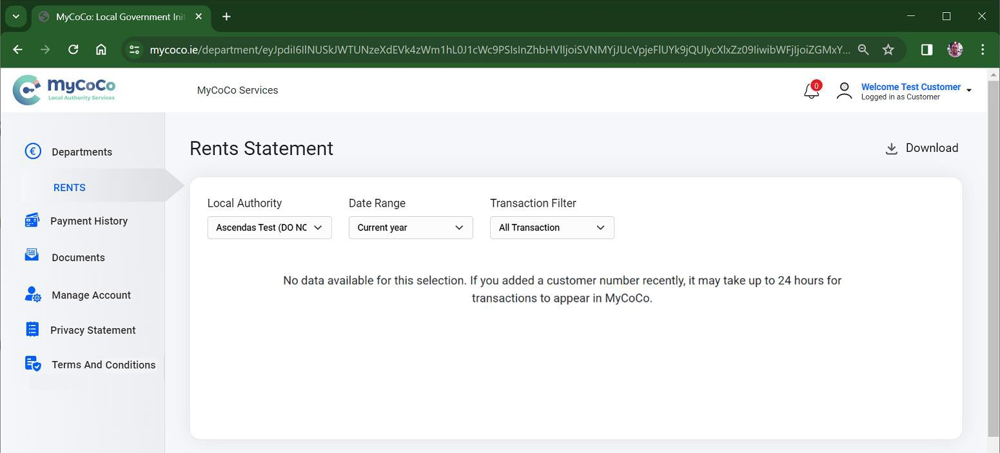 MyCoCo: Local Government Init
mycoco.ie/department/
MyCoCo
Local Authority Services
MyCoCo Services
0
Welcome Test Customer
Logged in as Customer
Departments
RENTS
Payment History
Documents
Manage Account
Privacy Statement
Terms And Conditions
Rents Statement
Download
Local Authority
Date Range
Transaction Filter
Ascendas Test (DO NO
Current year
All Transaction
No data available for this selection. If you added a customer number recently, it may take up to 24 hours for
transactions to appear in MyCoCo.